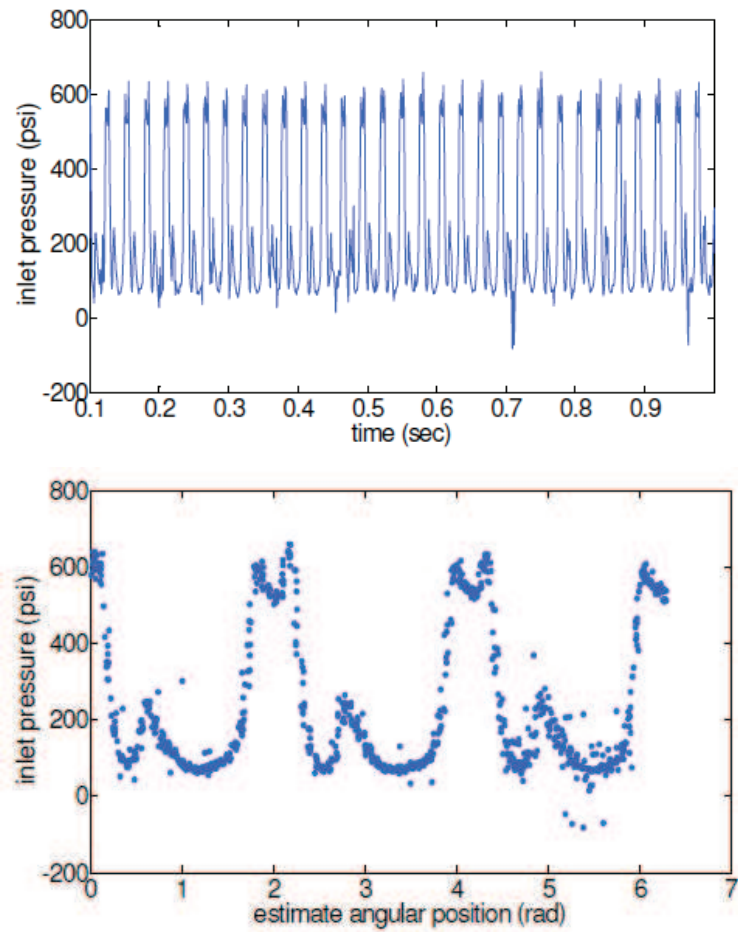 800
600
400
200
0
-200
inlet pressure (psi)
0.1 0.2 0.3 0.4 0.5 0.6 0.7 0.8 0.9
time (sec)
800
600
400
200
0
-200
inlet pressure (psi)
0 1 2 3 4 5 6 7
estimate angular position (rad)